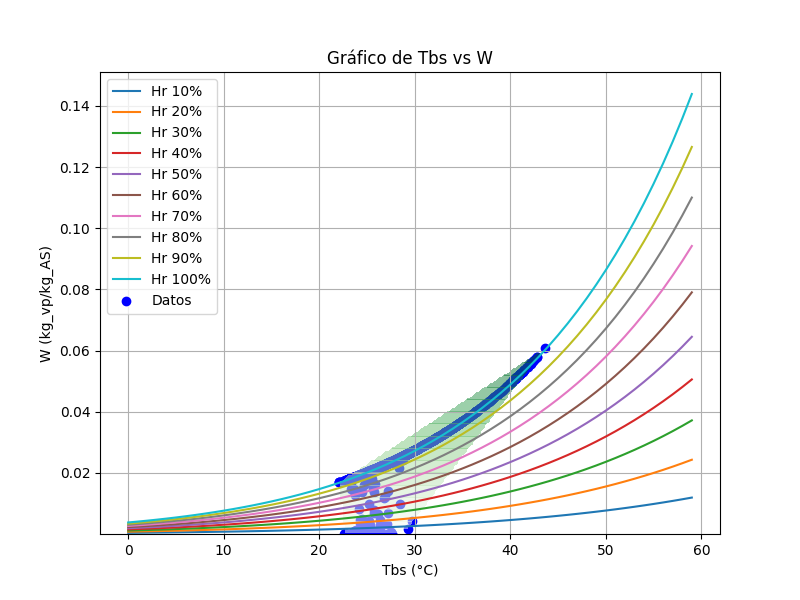 Gráfico de Tbs vs W
W (kg_vp/kg_AS)
0.14
0.12
0.10
0.08
0.06
0.04
0.02
Hr 10%
Hr 20%
Hr 30%
Hr 40%
Hr 50%
Hr 60%
Hr 70%
Hr 80%
Hr 90%
Hr 100%
Datos
0 10 20 30 40 50 60
Tbs (°C)